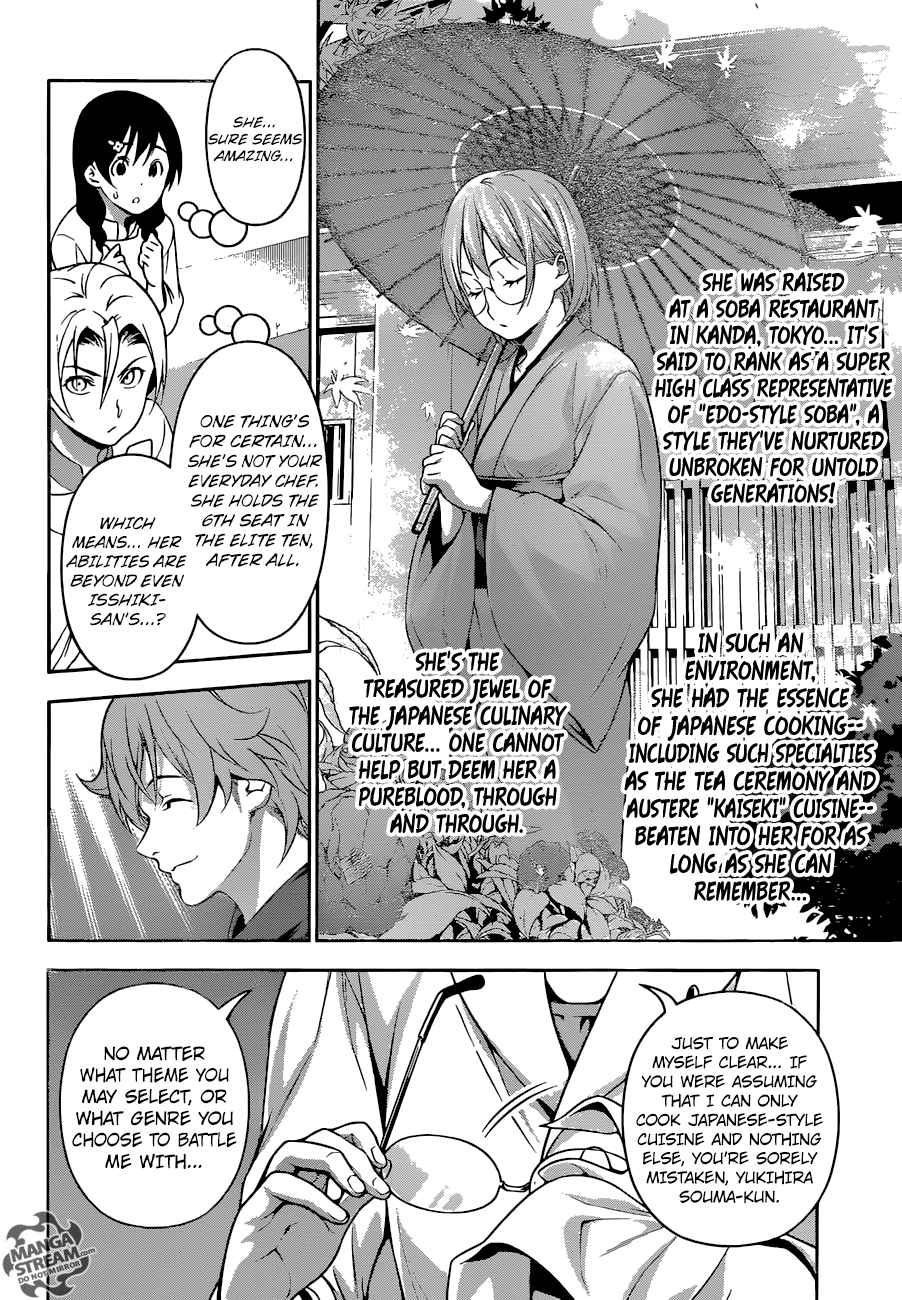 SHE WAS RAISED
AT A SOBA RESTAURANT
IN KANDA, TOKYO... IT'S
SAID TO RANK AS A SUPER
HIGH CLASS REPRESENTATIVE
OF "EDO-STYLE SOBA", A
STYLE THEY'VE NURTURED
UNBROKEN FOR UNTOLD
GENERATIONS!
IN SUCH AN
ENVIRONMENT,
SHE HAD THE ESSENCE
OF JAPANESE COOKING--
INCLUDING SUCH SPECIALTIES
AS THE TEA CEREMONY AND
AUSTERE "KAISEKI" CUISINE--
BEATEN INTO HER FOR AS
LONG AS SHE CAN
REMEMBER...
SHE'S THE
TREASURED JEWEL OF
THE JAPANESE CULINARY
CULTURE... ONE CANNOT
HELP BUT DEEM HER A
PUREBLOOD, THROUGH
AND THROUGH.
SHE...
SURE SEEMS
AMAZING...
ONE THING'S
FOR CERTAIN...
SHE'S NOT YOUR
EVERYDAY CHEF.
SHE HOLDS THE
6TH SEAT IN
THE ELITE TEN,
AFTER ALL.
WHICH
MEANS... HER
ABILITIES ARE
BEYOND EVEN
ISSHIKI-
SAN'S...?
JUST TO MAKE
MYSELF CLEAR... IF
YOU WERE ASSUMING
THAT I CAN ONLY
COOK JAPANESE-STYLE
CUISINE AND NOTHING
ELSE, YOU'RE SORELY
MISTAKEN, YUKIHIRA
SOUMA-KUN.
NO MATTER
WHAT THEME YOU
MAY SELECT, OR
WHAT GENRE YOU
CHOOSE TO BATTLE
ME WITH...
MANGA
STREAM.COM
DO NOT MIRROR!